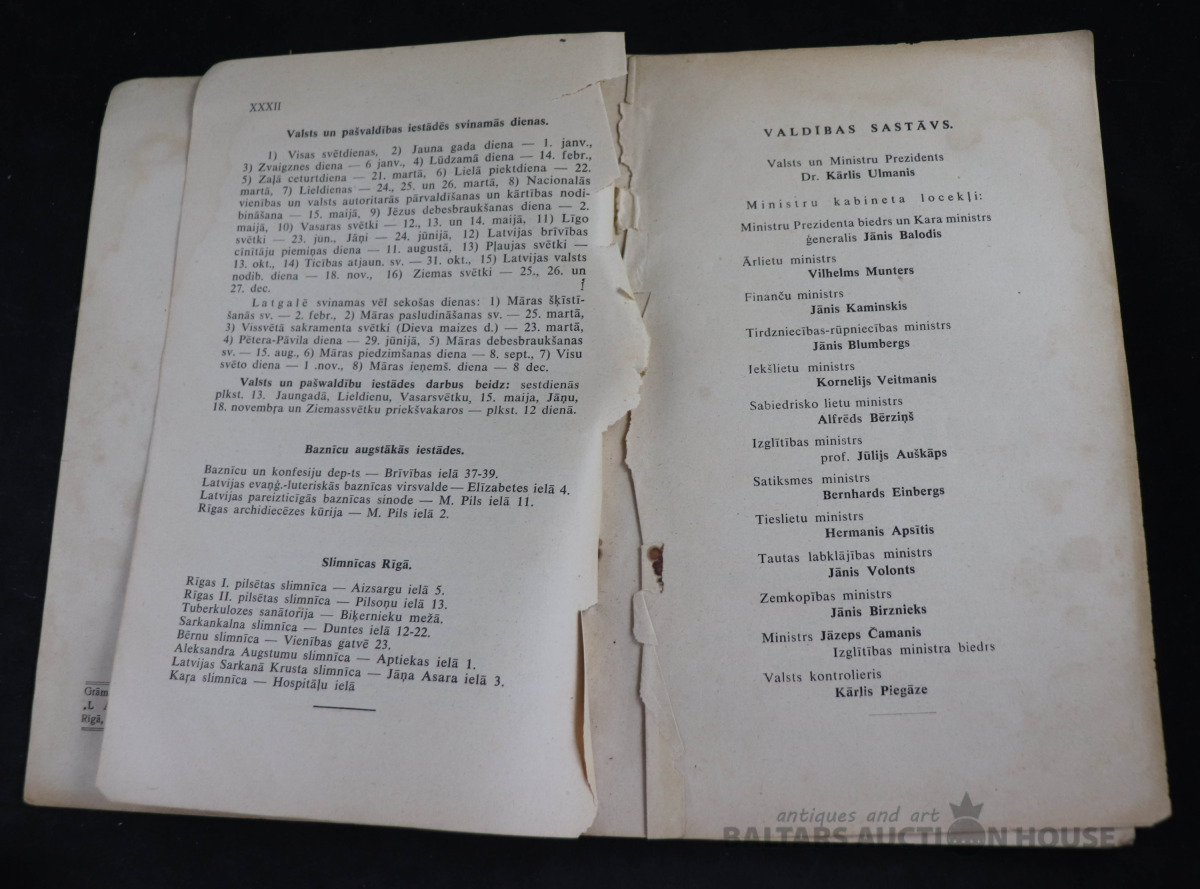 XXXII
Valsts un pašvaldības iestādēs svinamās dienas.
1) Visas svētdienas, 2) Jauna gada diena — 1. janv.,
3) Zvaigznes diena — 6 janv., 4) Lūdzamā diena — 14. febr.,
5) Zaļā ceturtdiena — 21. martā, 6) Lielā piektdiena — 22.
martā, 7) Lieldienas — 24., 25. un 26. martā, 8) Nacionalās
vienības un valsts autoritarās pārvaldīšanas un kārtības nodi-
bināšana — 15. maijā, 9) Jēzus debesbraukšanas diena — 2.
maijā, 10) Vasaras svētki — 12., 13. un 14. maijā, 11) Līgo
svētki — 23. jūn., Jāņi — 24. jūnijā, 12) Latvijas brīvības
cīnītāju piemiņas diena — 11. augustā, 13) Pļaujas svētki —
13. okt., 14) Ticības atjaun. sv. — 31. okt., 15) Latvijas valsts
nodib. diena — 18. nov., 16) Ziemas svētki — 25., 26. un
27. dec.
Latgalē svinamas vēl sekošas dienas: 1) Māras šķīstī-
šanās sv. — 2. febr., 2) Māras pasludināšanas sv. — 25. martā,
3) Vissvētā sakramenta svētki (Dieva maizes d.) — 23. martā,
4) Pētera-Pāvila diena — 29. jūnijā, 5) Māras debesbraukšanas
sv. — 15. aug., 6) Māras piedzimšanas diena — 8. sept., 7) Visu
svēto diena — 1 .nov., 8) Māras ieņemš. diena — 8 dec.
Valsts un pašwaldību iestādes darbus beidz: sestdienās
plkst. 13. Jaungadā, Lieldienu, Vasarsvētku, 15. maija, Jāņu,
18. novembŗa un Ziemassvētku priekšvakaros — plkst. 12 dienā.
Baznīcu augstākās iestādes.
Baznīcu un konfesiju dep-ts — Brīvības ielā 37-39.
Latvijas evaņģ.-luteriskās baznīcas virsvalde — Elīzabetes ielā 4.
Latvijas pareizticīgās baznīcas sinode — M. Pils ielā 11.
Rīgas archidiecēzes kūrija — M. Pils ielā 2.
Slimnīcas Rīgā.
Rīgas I. pilsētas slimnīca — Aizsargu ielā 5.
Rīgas II. pilsētas slimnīca — Pilsoņu ielā 13.
Tuberkulozes sanātorija — Biķernieku mežā.
Sarkankalna slimnīca — Duntes ielā 12-22.
Bērnu slimnīca — Vienības gatvē 23.
Aleksandra Augstumu slimnīca — Aptiekas ielā 1.
Latvijas Sarkanā Krusta slimnīca — Jāņa Asara ielā 3.
Kaŗa slimnīca — Hospitāļu ielā
Grām
„L
Rīgā,
VALDĪBAS SASTĀVS.
Valsts un Ministru Prezidents
Dr. Kārlis Ulmanis
Ministru kabineta locekļi:
Ministru Prezidenta biedrs un Kara ministrs
ģeneralis Jānis Balodis
Ārlietu ministrs
Vilhelms Munters
Finanču ministrs
Jānis Kaminskis
Tirdzniecības-rūpniecības ministrs
Jānis Blumbergs
Iekšlietu ministrs
Kornelijs Veitmanis
Sabiedrisko lietu ministrs
Alfrēds Bērziņš
Izglītības ministrs
prof. Jūlijs Auškāps
Satiksmes ministrs
Bernhards Einbergs
Tieslietu ministrs
Hermanis Apsītis
Tautas labklājības ministrs
Jānis Volonts
Zemkopības ministrs
Jānis Birznieks
Ministrs Jāzeps Čamanis
Izglītības ministra biedrs
Valsts kontrolieris
Kārlis Piegāze
antiques and art
BALTARS AUCTION HOUSE